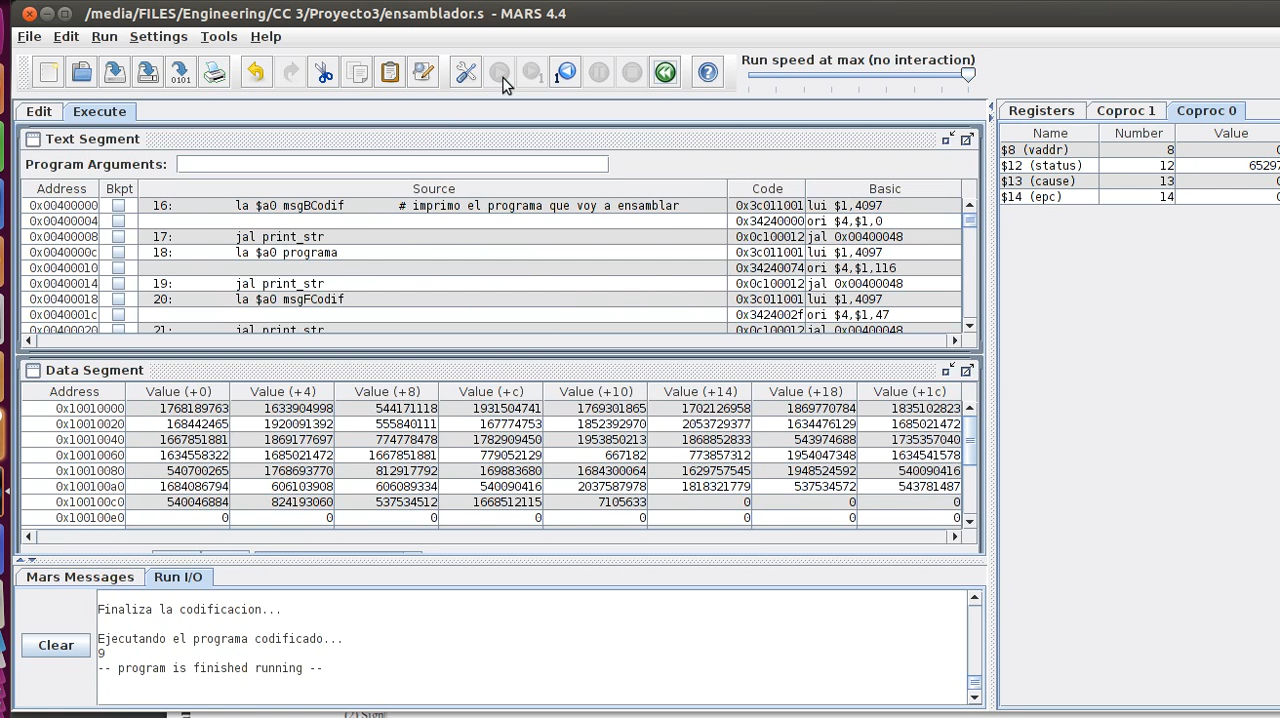 /media/FILES/Engineering/CC 3/Proyecto3/ensamblador.s - MARS 4.4
File Edit Run Settings Tools Help
Run speed at max (no interaction)
Edit Execute
Registers Coproc 1 Coproc 0
Text Segment
Program Arguments:
Address Bkpt Source Code Basic
0x00400000 16: la $a0 msgBCodif # imprimo el programa que voy a ensamblar 0x3c011001 lui $1,4097
0x00400004 0x34240000 ori $4,$1,0
0x00400008 17: jal print_str 0x0c100012 jal 0x00400048
0x0040000c 18: la $a0 programa 0x3c011001 lui $1,4097
0x00400010 0x34240074 ori $4,$1,116
0x00400014 19: jal print_str 0x0c100012 jal 0x00400048
0x00400018 20: la $a0 msgFCodif 0x3c011001 lui $1,4097
0x0040001c 0x3424002f ori $4,$1,47
0x00400020 21: jal print_str 0x0c100012 jal 0x00400048
Data Segment
Address Value (+0) Value (+4) Value (+8) Value (+c) Value (+10) Value (+14) Value (+18) Value (+1c)
0x10010000 1768189763 1633904998 544171118 1931504741 1769301865 1702126958 1869770784 1835102823
0x10010020 168442465 1920091392 555840111 167774753 1852392970 2053729377 1634476129 1685021472
0x10010040 1667851881 1869177697 774778478 1782909450 1953850213 1868852833 543974688 1735357040
0x10010060 1634558322 1685021472 1667851881 779052129 667182 773857312 1954047348 1634541578
0x10010080 540700265 1768693770 812917792 169883680 1684300064 1629757545 1948524592 540090416
0x100100a0 1684086794 606103908 606089334 540090416 2037587978 1818321779 537534572 543781487
0x100100c0 540046884 824193060 537534512 1668512115 7105633 0 0 0
0x100100e0 0 0 0 0 0 0 0 0
Mars Messages Run I/O
Clear
Finaliza la codificacion...
Ejecutando el programa codificado...
9
-- program is finished running --
Name Number Value
$8 (vaddr) 8
$12 (status) 12 65297
$13 (cause) 13
$14 (epc) 14